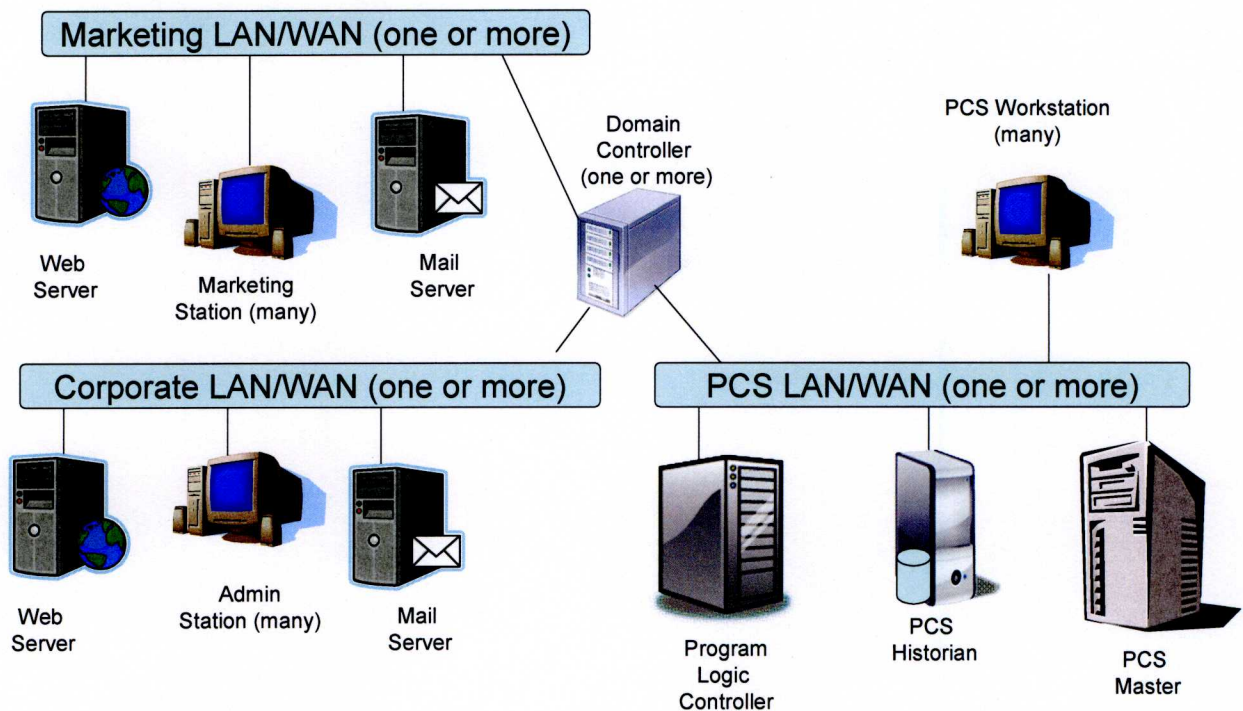 Marketing LAN/WAN (one or more)
Web
Server
Marketing
Station (many)
Mail
Server
Domain
Controller
(one or more)
PCS Workstation
(many)
Corporate LAN/WAN (one or more)
PCS LAN/WAN (one or more)
Web
Server
Admin
Station (many)
Mail
Server
Program
Logic
Controller
PCS
Historian
PCS
Master